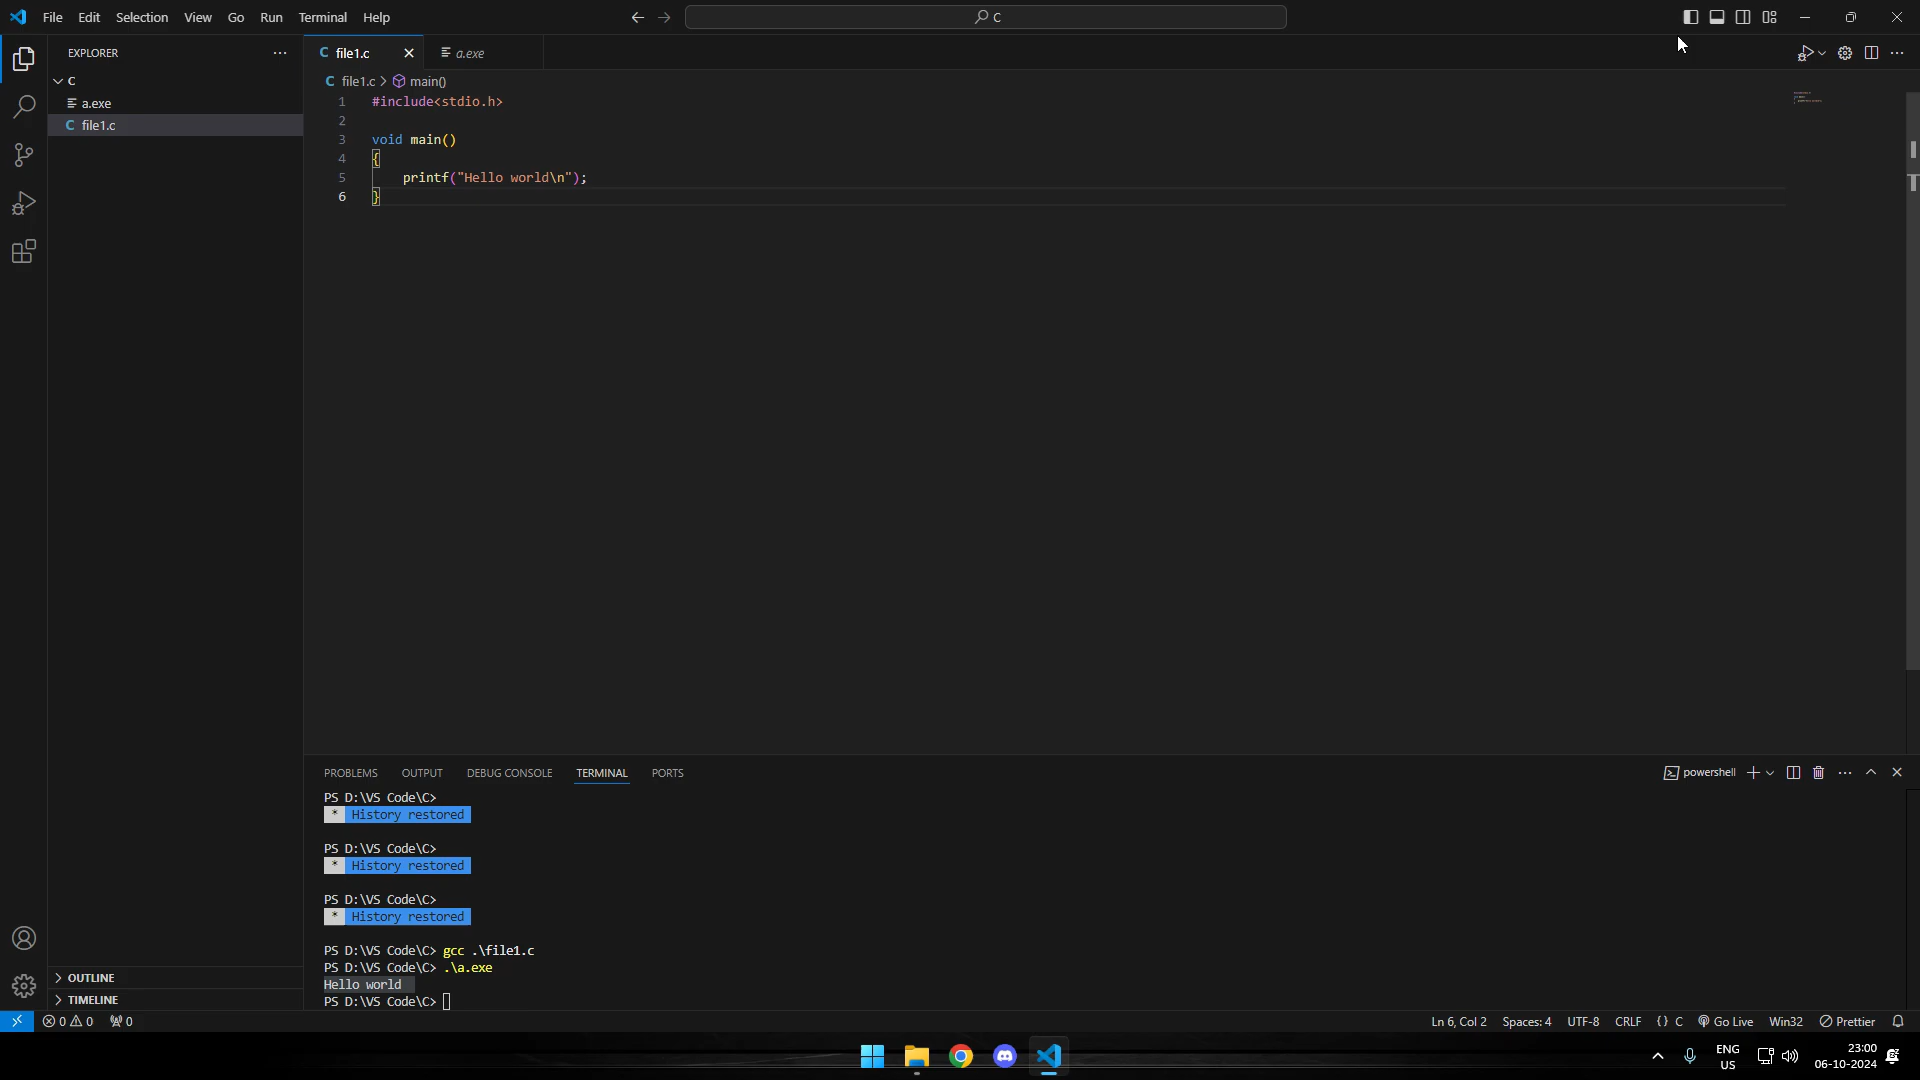 File Edit Selection View Go Run Terminal Help
C
EXPLORER
C
a.exe
C file1.c
C file1.c
a.exe
C file1.c > main()
1 #include<stdio.h>
2
3 void main()
4 {
5 printf("Hello world\n");
6 }
PROBLEMS OUTPUT DEBUG CONSOLE TERMINAL PORTS
powershell
PS D:\VS Code\C>
* History restored
PS D:\VS Code\C>
* History restored
PS D:\VS Code\C>
* History restored
PS D:\VS Code\C> gcc .\file1.c
PS D:\VS Code\C> .\a.exe
Hello world
PS D:\VS Code\C>
> OUTLINE
> TIMELINE
0 0 0
Ln 6, Col 2 Spaces: 4 UTF-8 CRLF {} C Go Live Win32 Prettier
ENG
US
23:00
06-10-2024